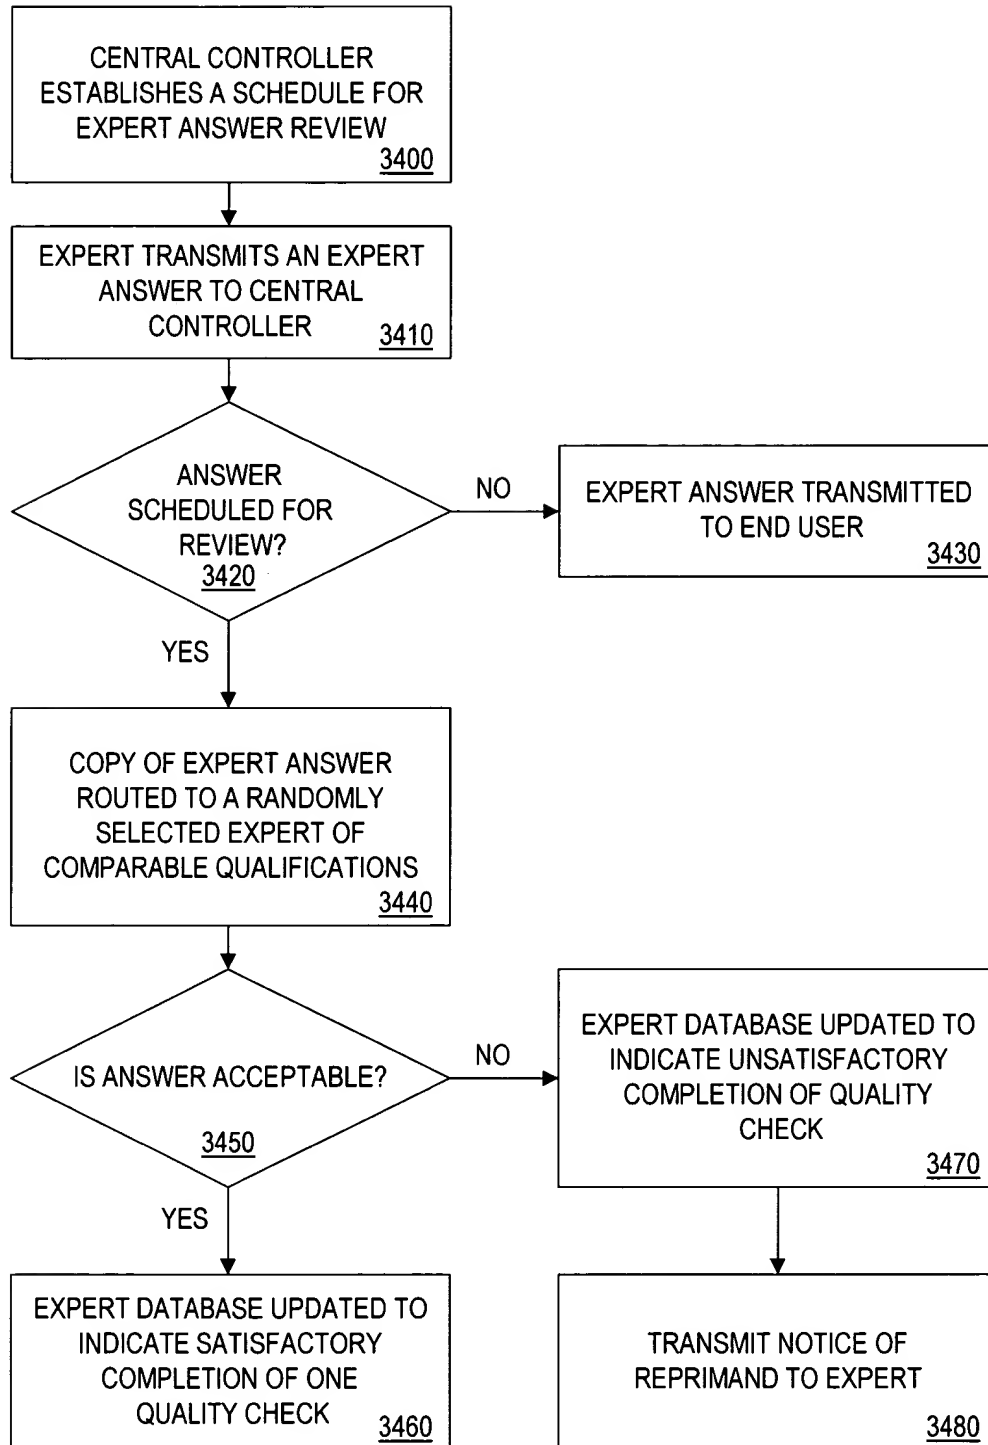 CENTRAL CONTROLLER
ESTABLISHES A SCHEDULE FOR
EXPERT ANSWER REVIEW
3400
EXPERT TRANSMITS AN EXPERT
ANSWER TO CENTRAL
CONTROLLER
3410
ANSWER
SCHEDULED FOR
REVIEW?
3420
NO
EXPERT ANSWER TRANSMITTED
TO END USER
3430
YES
COPY OF EXPERT ANSWER
ROUTED TO A RANDOMLY
SELECTED EXPERT OF
COMPARABLE QUALIFICATIONS
3440
IS ANSWER ACCEPTABLE?
3450
NO
EXPERT DATABASE UPDATED TO
INDICATE UNSATISFACTORY
COMPLETION OF QUALITY
CHECK
3470
YES
EXPERT DATABASE UPDATED TO
INDICATE SATISFACTORY
COMPLETION OF ONE
QUALITY CHECK
3460
TRANSMIT NOTICE OF
REPRIMAND TO EXPERT
3480